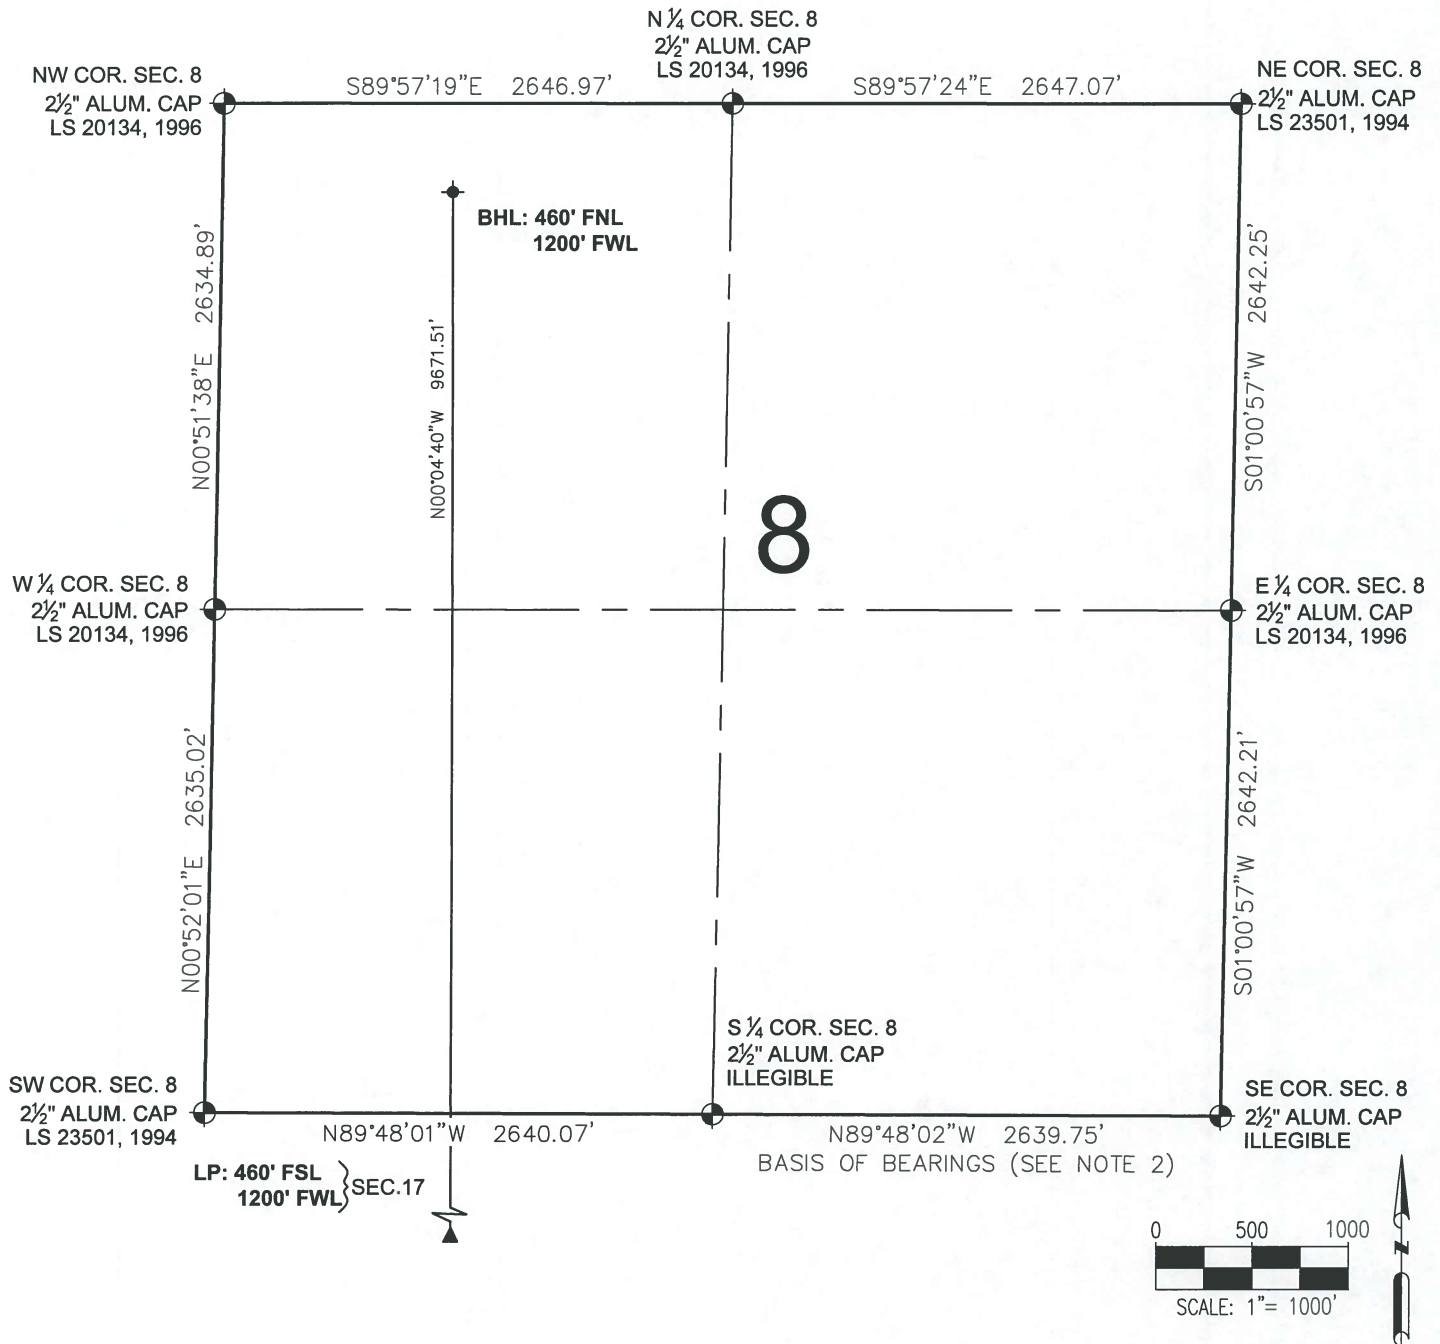 N ¼ COR. SEC. 8
2½" ALUM. CAP
LS 20134, 1996
NW COR. SEC. 8
2½" ALUM. CAP
LS 20134, 1996
S89°57'19"E 2646.97'
S89°57'24"E 2647.07'
NE COR. SEC. 8
2½" ALUM. CAP
LS 23501, 1994
BHL: 460' FNL
1200' FWL
N00°51'38"E 2634.89'
N00°04'40"W 9671.51'
S01°00'57"W 2642.25'
8
W ¼ COR. SEC. 8
2½" ALUM. CAP
LS 20134, 1996
E ¼ COR. SEC. 8
2½" ALUM. CAP
LS 20134, 1996
N00°52'01"E 2635.02'
S01°00'57"W 2642.21'
S ¼ COR. SEC. 8
2½" ALUM. CAP
ILLEGIBLE
SW COR. SEC. 8
2½" ALUM. CAP
LS 23501, 1994
SE COR. SEC. 8
2½" ALUM. CAP
ILLEGIBLE
N89°48'01"W 2640.07'
N89°48'02"W 2639.75'
BASIS OF BEARINGS (SEE NOTE 2)
LP: 460' FSL
1200' FWL
SEC.17
0 500 1000
SCALE: 1"= 1000'
N